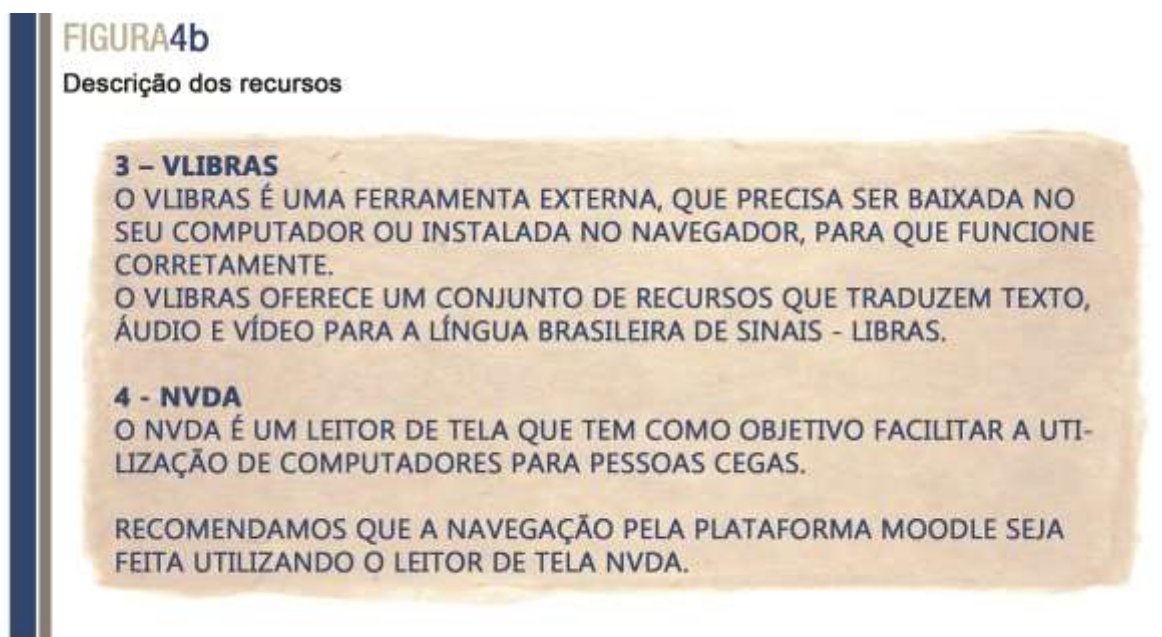 FIGURA4b
Descrição dos recursos
3 – VLIBRAS
O VLIBRAS É UMA FERRAMENTA EXTERNA, QUE PRECISA SER BAIXADA NO
SEU COMPUTADOR OU INSTALADA NO NAVEGADOR, PARA QUE FUNCIONE
CORRETAMENTE.
O VLIBRAS OFERECE UM CONJUNTO DE RECURSOS QUE TRADUZEM TEXTO,
ÁUDIO E VÍDEO PARA A LÍNGUA BRASILEIRA DE SINAIS - LIBRAS.
4 - NVDA
O NVDA É UM LEITOR DE TELA QUE TEM COMO OBJETIVO FACILITAR A UTI-
LIZAÇÃO DE COMPUTADORES PARA PESSOAS CEGAS.
RECOMENDAMOS QUE A NAVEGAÇÃO PELA PLATAFORMA MOODLE SEJA
FEITA UTILIZANDO O LEITOR DE TELA NVDA.